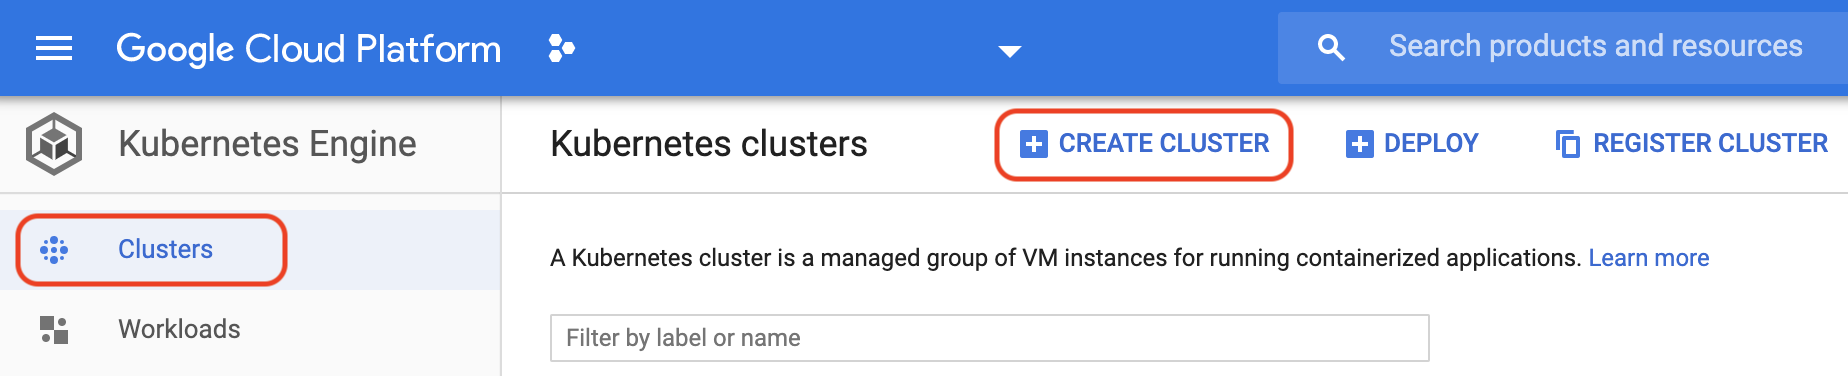 Google Cloud Platform
Search products and resources
Kubernetes Engine
Kubernetes clusters
CREATE CLUSTER
DEPLOY
REGISTER CLUSTER
Clusters
A Kubernetes cluster is a managed group of VM instances for running containerized applications. Learn more
Workloads
Filter by label or name